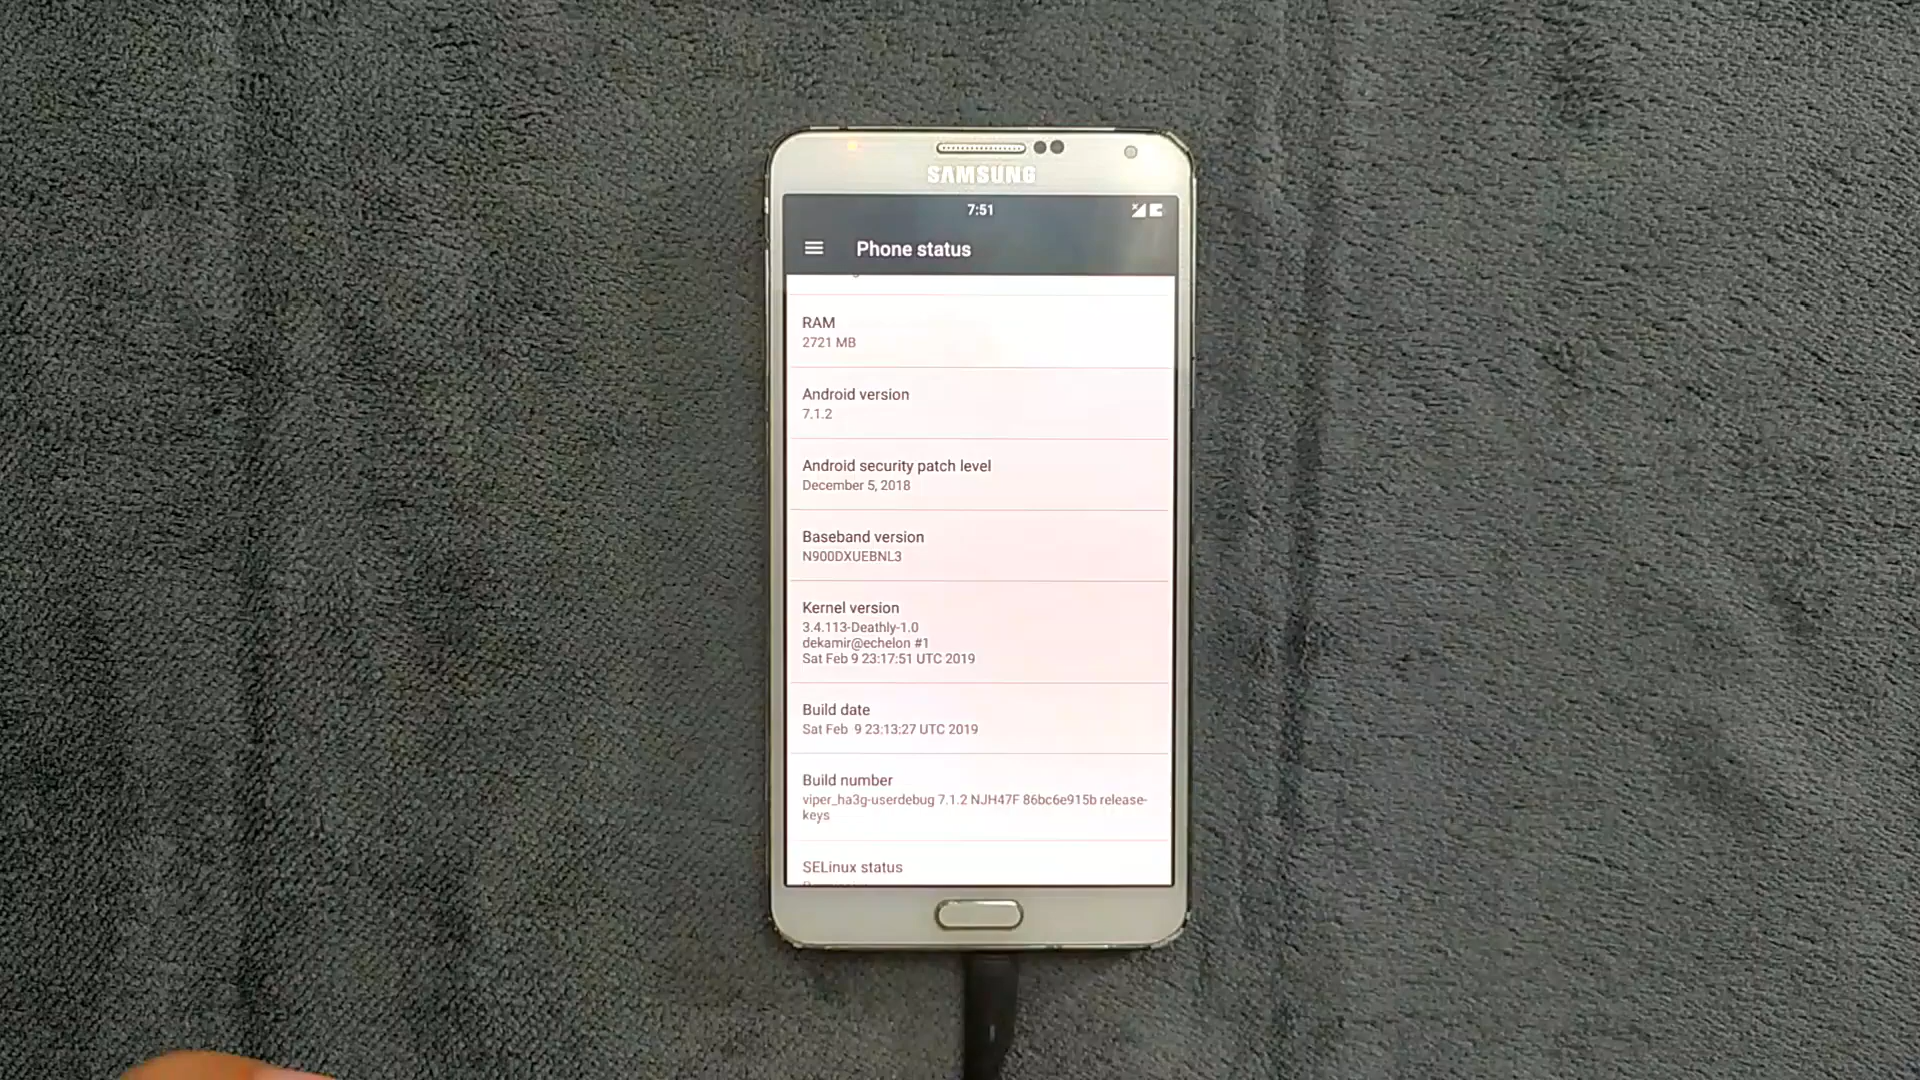 SAMSUNG
7:51
Phone status
RAM
2721 MB
Android version
7.1.2
Android security patch level
December 5, 2018
Baseband version
N900DXUEBNL3
Kernel version
3.4.113-Deathly-1.0
dekamir@echelon #1
Sat Feb 9 23:17:51 UTC 2019
Build date
Sat Feb  9 23:13:27 UTC 2019
Build number
viper_ha3g-userdebug 7.1.2 NJH47F 86bc6e915b release-
keys
SELinux status